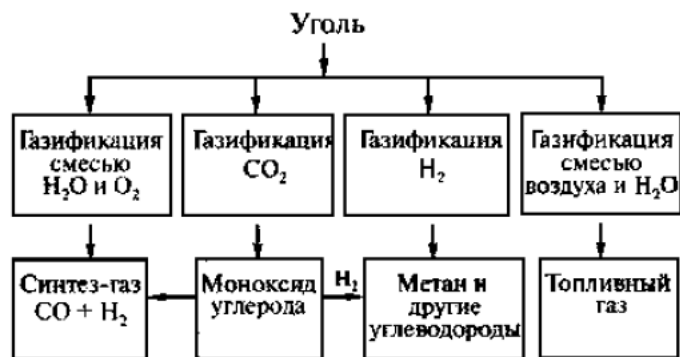 Уголь
Газификация
смесью
H₂O и O₂
Газификация
CO₂
Газификация
H₂
Газификация
смесью
воздуха и H₂O
Синтез-газ
CO + H₂
Моноксид
углерода
H₂
Метан и
другие
углеводороды
Топливный
газ